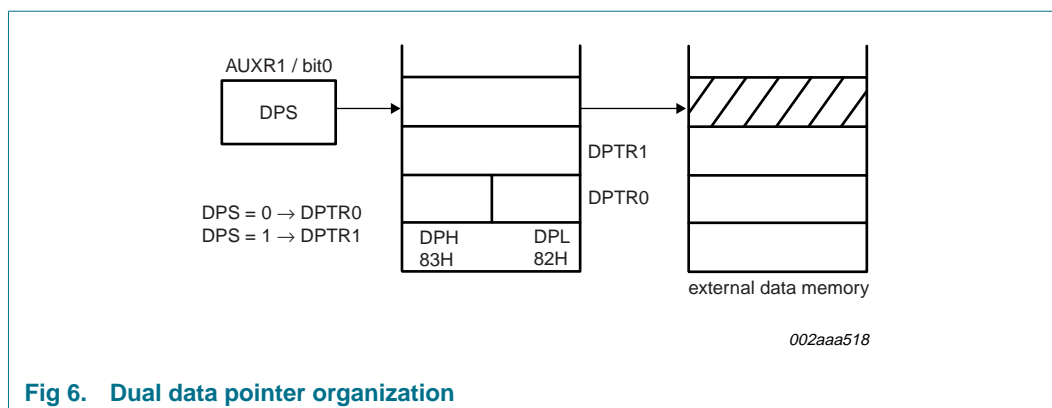 AUXR1 / bit0
DPS
DPTR1
DPTR0
DPS = 0 → DPTR0
DPS = 1 → DPTR1
DPH DPL
83H 82H
external data memory
002aaa518
Fig 6. Dual data pointer organization